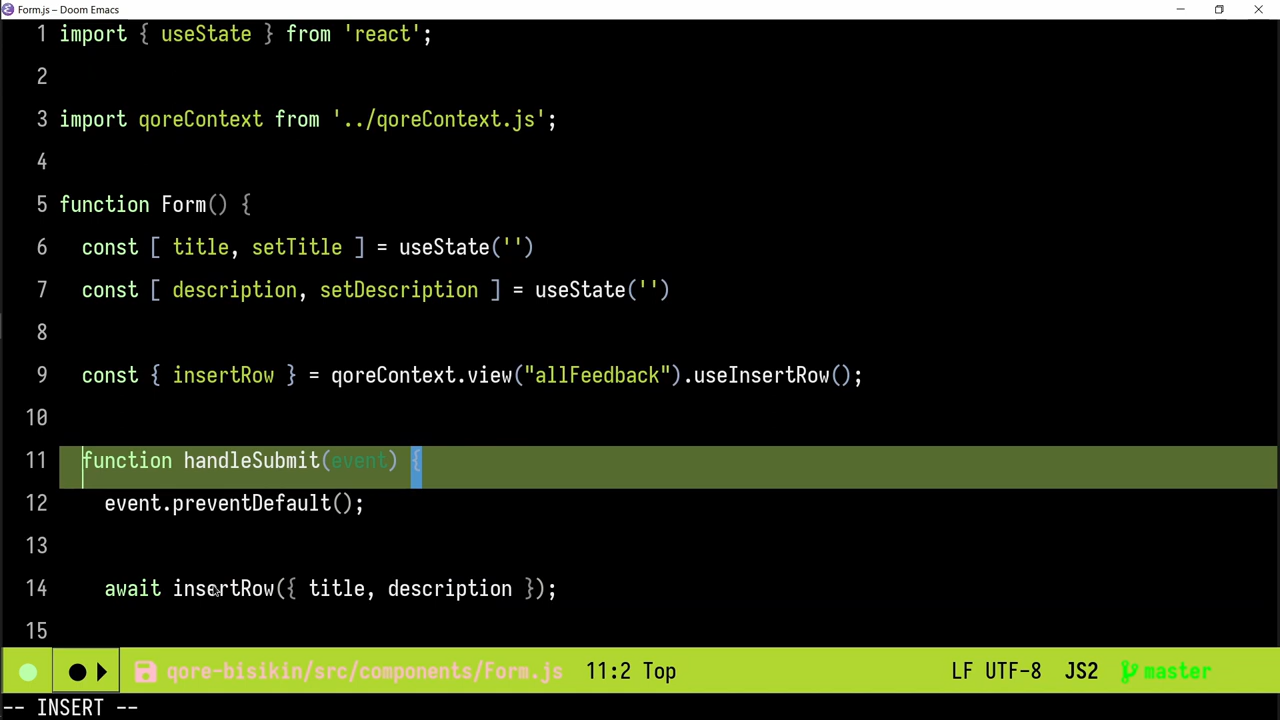 Form.js – Doom Emacs
1 import { useState } from 'react';
2
3 import qoreContext from '../qoreContext.js';
4
5 function Form() {
6   const [ title, setTitle ] = useState('')
7   const [ description, setDescription ] = useState('')
8
9   const { insertRow } = qoreContext.view("allFeedback").useInsertRow();
10
11   function handleSubmit(event) {
12     event.preventDefault();
13
14     await insertRow({ title, description });
15
qore-bisikin/src/components/Form.js 11:2 Top LF UTF-8 JS2 master
-- INSERT --